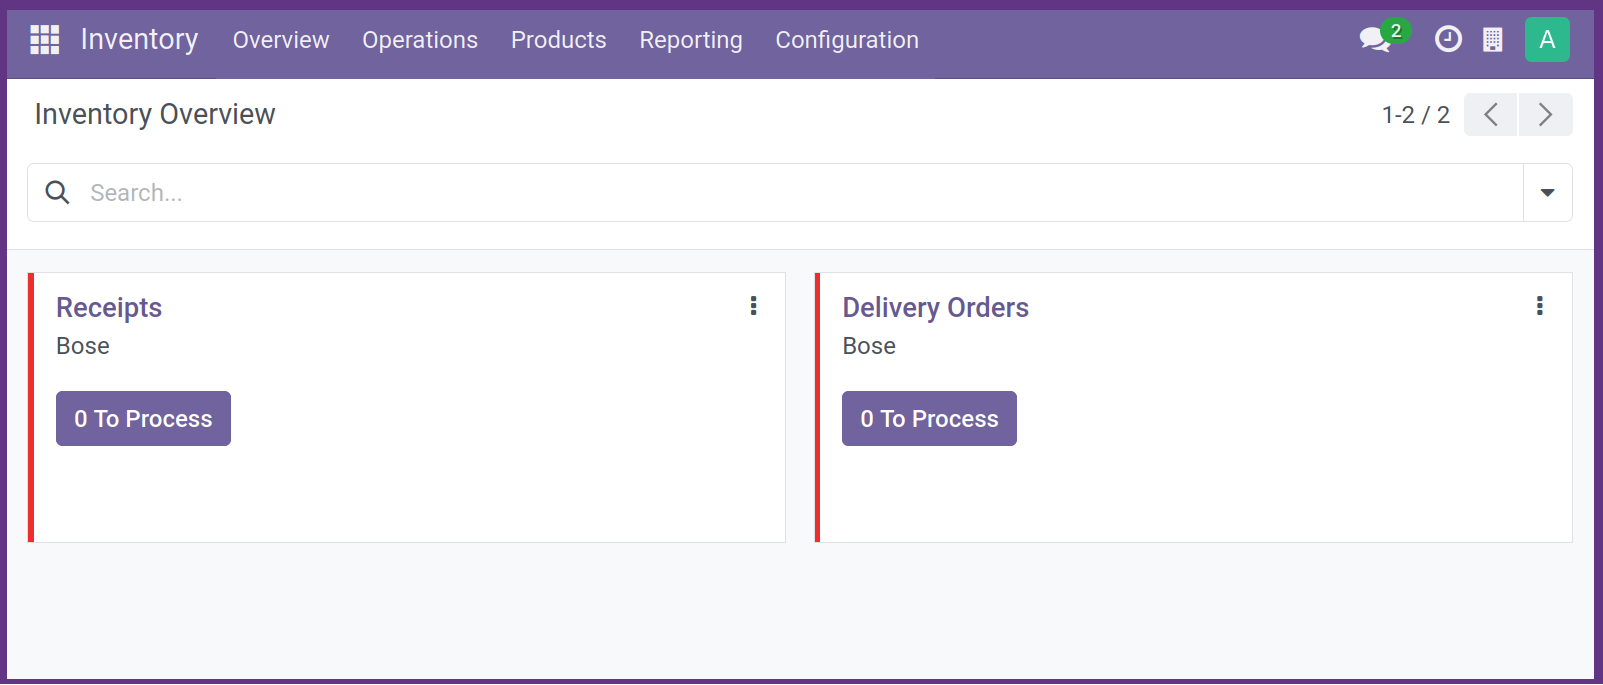 Inventory Overview Operations Products Reporting Configuration 2 A
Inventory Overview 1-2 / 2
Search...
Receipts
Bose
0 To Process
Delivery Orders
Bose
0 To Process